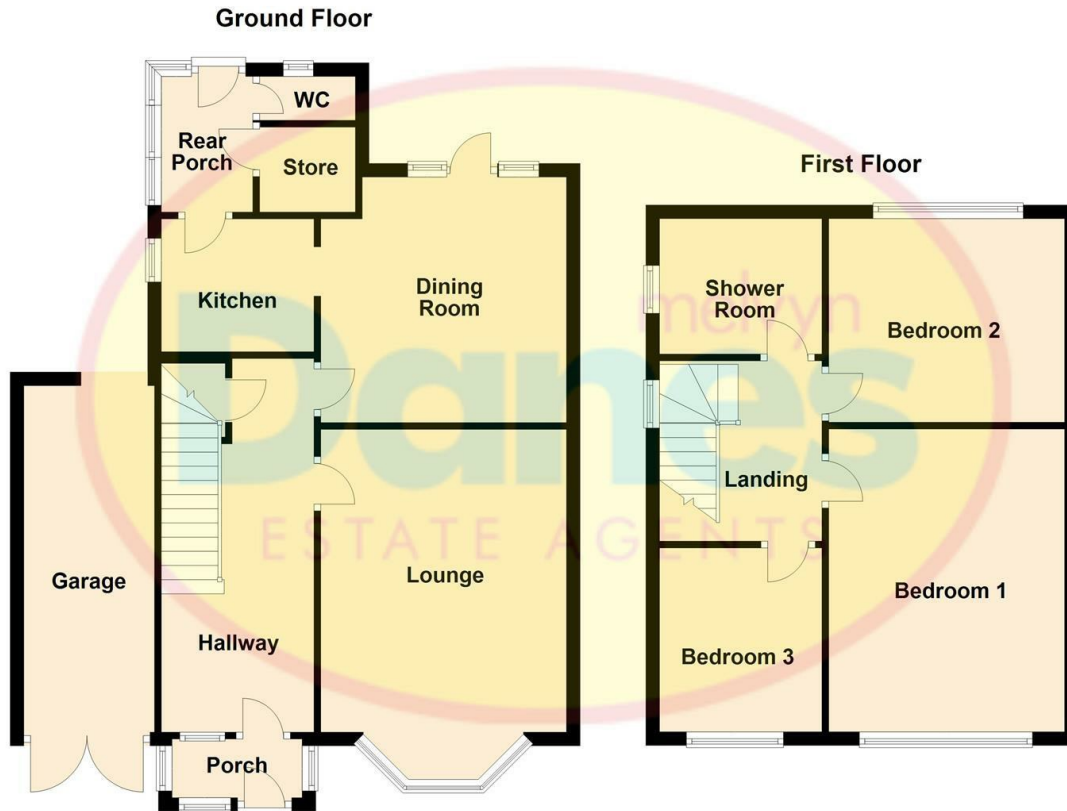 Ground Floor
WC
Rear
Porch
Store
Kitchen
Dining
Room
Garage
Lounge
Hallway
Porch
First Floor
Shower
Room
Bedroom 2
Landing
Bedroom 1
Bedroom 3
melvyn
Danes
ESTATE AGENTS